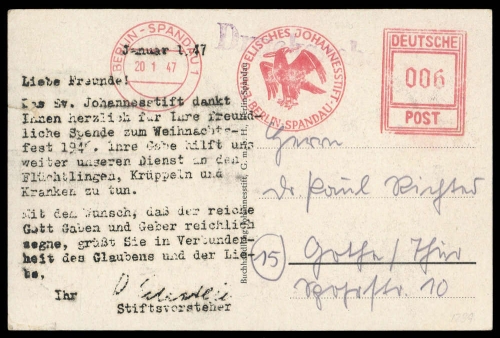 Januar 1947
Liebe Freunde!
Das Ev. Johannesstift dankt
Ihnen herzlich für Ihre freund-
liche Spende zum Weihnachts-
fest 194 . Ihre Gabe hilft uns
weiter unseren Dienst an den
Flüchtlingen, Krüppeln und
Kranken zu tun.
Mit dem Wunsch, daß der reiche
Gott Gaben und Geber reichlich
segne, grüßt Sie in Verbunden-
heit des Glaubens und der Lie-
be,
Ihr
Stiftsvorsteher
BERLIN-SPANDAU 1
20 1 47
EVANGELISCHES JOHANNESSTIFT
BERLIN-SPANDAU
DEUTSCHE
006
POST
Buchhandlung Johannesstift, G. m. b. H., Berlin-Spandau
Herrn
Dr. Paul Richter
15 Gotha/Thür
10